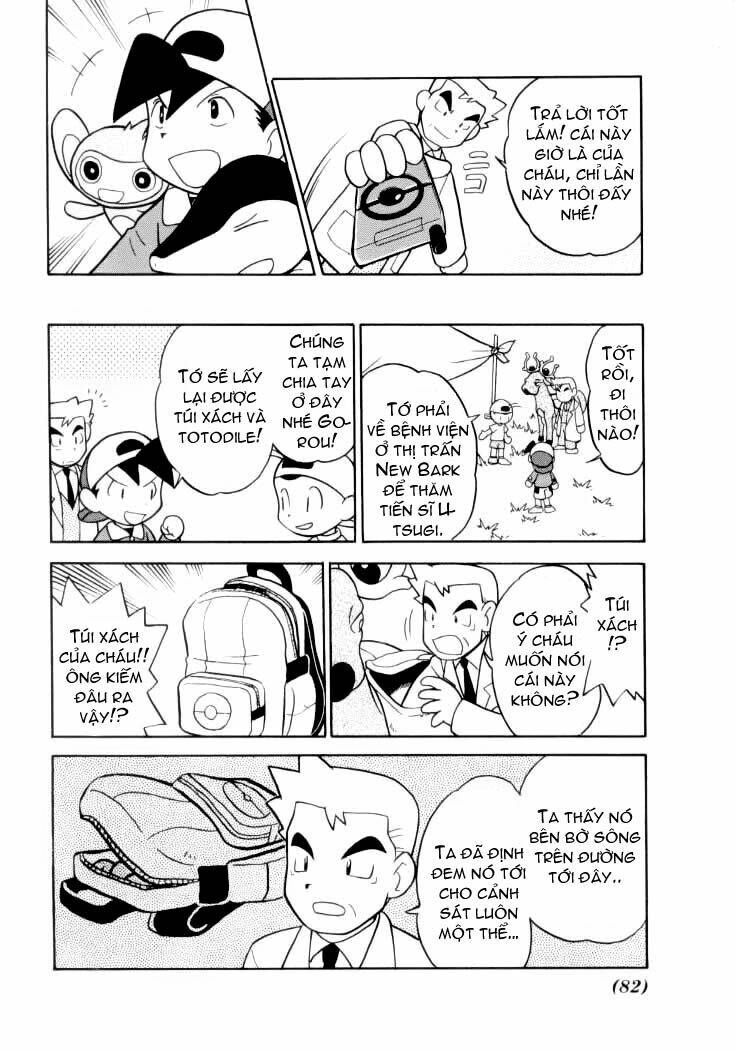 Trả lời tốt
lắm! Cái này
giờ là của
cháu, chỉ lần
này thôi đấy
nhé!
Tốt
rồi,
đi
thôi
nào!
Tớ phải
về bệnh viện
ở thị trấn
New Bark
để thăm
tiến sĩ U-
tsugi.
Chúng
ta tạm
chia tay
ở đây
nhé Go-
rou!
Tớ sẽ lấy
lại được
túi xách và
Totodile!
Túi
xách
!?
Có phải
ý cháu
muốn nói
cái này
không?
Túi xách
của cháu!!
Ông kiếm
đâu ra
vậy!?
Ta thấy nó
bên bờ sông
trên đường
tới đây..
Ta đã định
đem nó tới
cho cảnh
sát luôn
một thể...
(82)